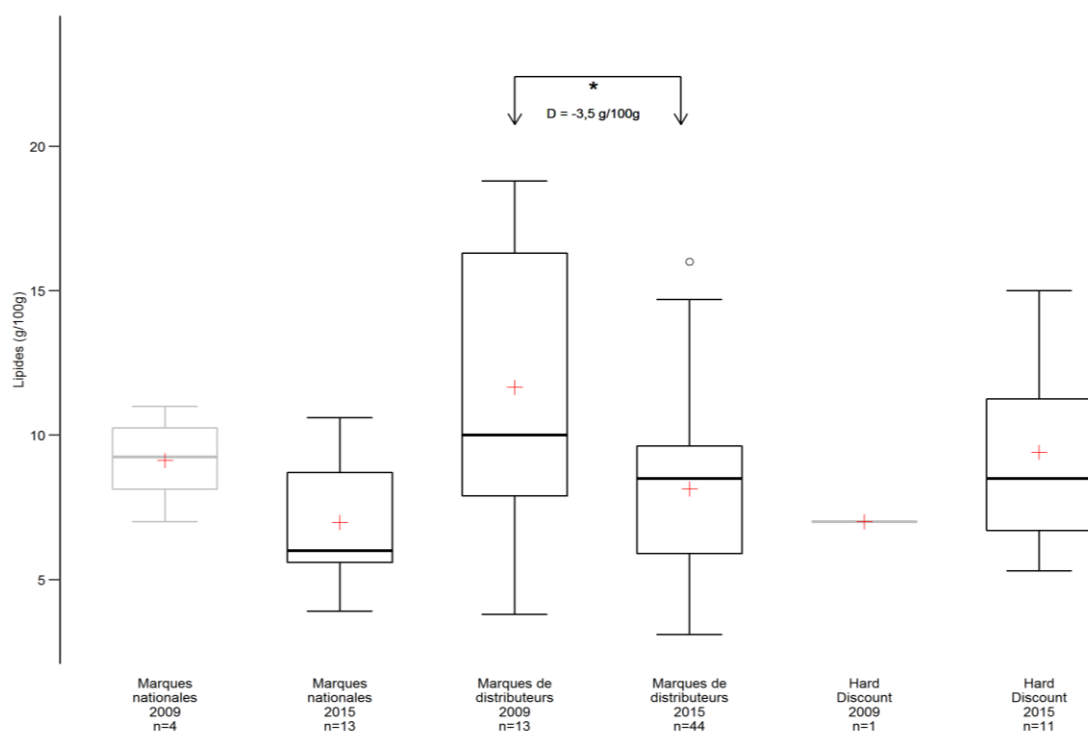 *
D = -3,5 g/100g
20
15
10
5
Lipides (g/100g)
Marques
nationales
2009
n=4
Marques
nationales
2015
n=13
Marques de
distributeurs
2009
n=13
Marques de
distributeurs
2015
n=44
Hard
Discount
2009
n=1
Hard
Discount
2015
n=11